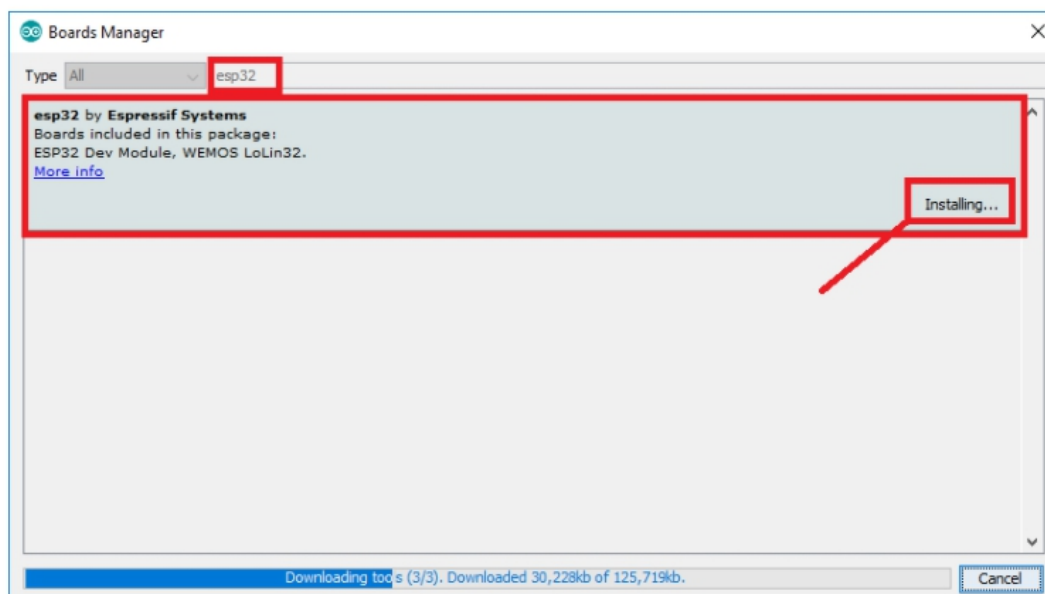 Boards Manager
Type All esp32
esp32 by Espressif Systems
Boards included in this package:
ESP32 Dev Module, WEMOS LoLin32.
More info
Installing...
Downloading tools (3/3). Downloaded 30,228kb of 125,719kb.
Cancel